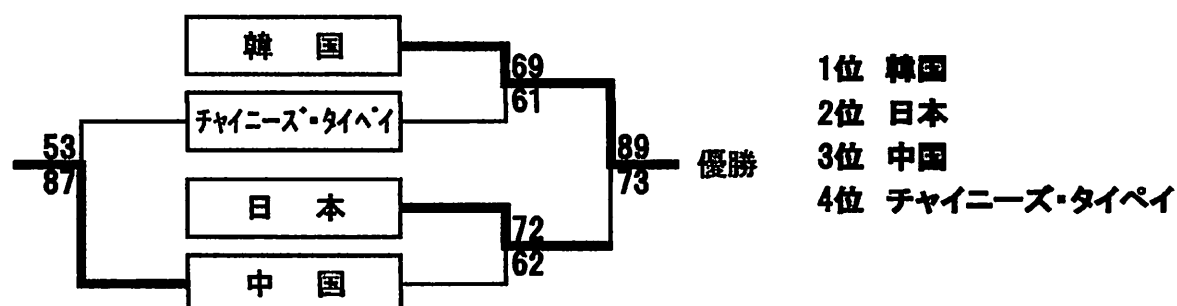 韓国
69
61
チャイニーズ・タイペイ
53
87
89
73
優勝
日本
72
62
中国
1位 韓国
2位 日本
3位 中国
4位 チャイニーズ・タイペイ